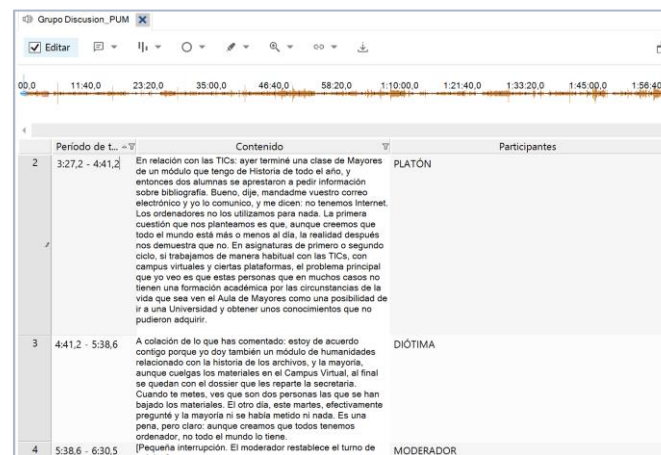 Grupo Discusion_PUM
Editar
00,0 11:40,0 23:20,0 35:00,0 46:40,0 58:20,0 1:10:00,0 1:21:40,0 1:33:20,0 1:45:00,0 1:56:40
Período de t... Contenido Participantes
2 3:27,2 - 4:41,2 En relación con las TICs: ayer terminé una clase de Mayores PLATÓN
de un módulo que tengo de Historia de todo el año, y
entonces dos alumnas se aprestaron a pedir información
sobre bibliografía. Bueno, dije, mandadme vuestro correo
electrónico y yo lo comunico, y me dicen: no tenemos Internet.
Los ordenadores no los utilizamos para nada. La primera
cuestión que nos planteamos es que, aunque creemos que
todo el mundo está más o menos al día, la realidad después
nos demuestra que no. En asignaturas de primero o segundo
ciclo, si trabajamos de manera habitual con las TICs, con
campus virtuales y ciertas plataformas, el problema principal
que yo veo es que estas personas que en muchos casos no
tienen una formación académica por las circunstancias de la
vida que sea ven el Aula de Mayores como una posibilidad de
ir a una Universidad y obtener unos conocimientos que no
pudieron adquirir.
3 4:41,2 - 5:38,6 A colación de lo que has comentado: estoy de acuerdo DIÓTIMA
contigo porque yo doy también un módulo de humanidades
relacionado con la historia de los archivos, y la mayoría,
aunque cuelgas los materiales en el Campus Virtual, al final
se quedan con el dossier que les reparte la secretaria.
Cuando te metes, ves que son dos personas las que se han
bajado los materiales. El otro día, este martes, efectivamente
pregunté y la mayoría ni se había metido ni nada. Es una
pena, pero claro: aunque creamos que todos tenemos
ordenador, no todo el mundo lo tiene.
4 5:38,6 - 6:30,5 [Pequeña interrupción. El moderador restablece el turno de MODERADOR